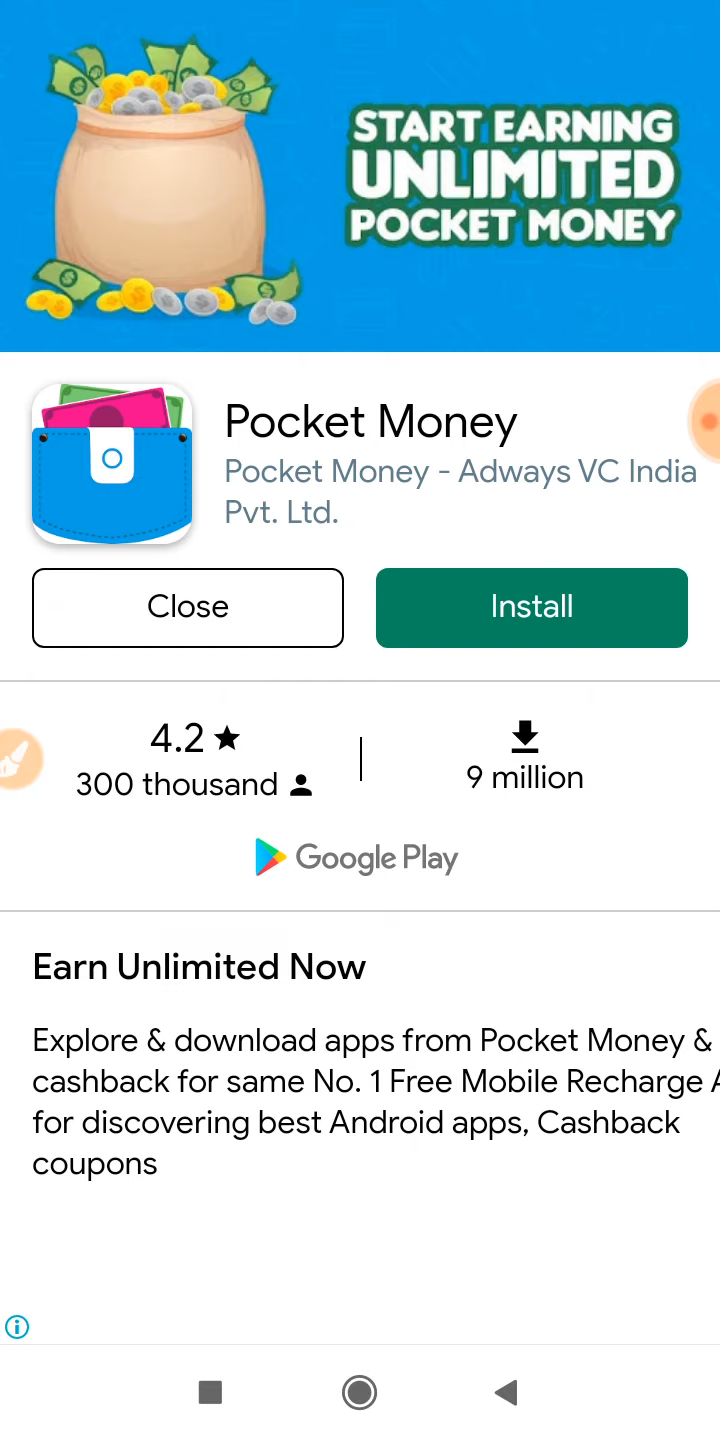 START EARNING
UNLIMITED
POCKET MONEY
Pocket Money
Pocket Money - Adways VC India
Pvt. Ltd.
Close
Install
4.2
300 thousand
9 million
Google Play
Earn Unlimited Now
Explore & download apps from Pocket Money &
cashback for same No. 1 Free Mobile Recharge
for discovering best Android apps, Cashback
coupons